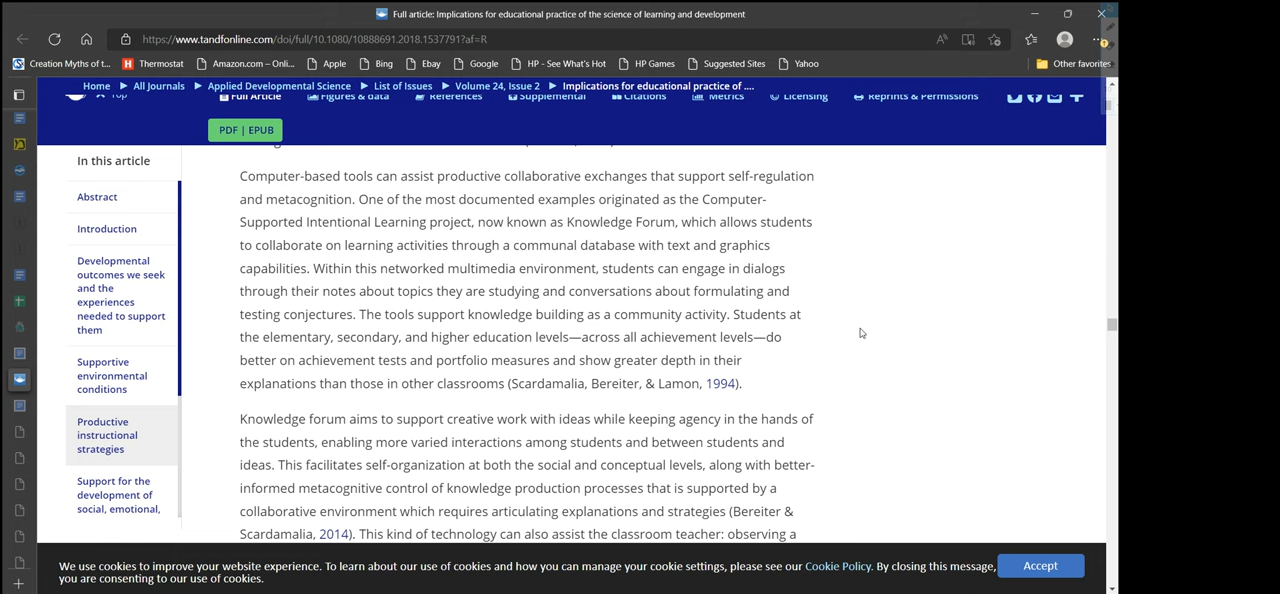 Full article: Implications for educational practice of the science of learning and development
https://www.tandfonline.com/doi/full/10.1080/10888691.2018.1537791?af=R
Creation Myths of t... Thermostat Amazon.com – Onli... Apple Bing Ebay Google HP - See What's Hot HP Games Suggested Sites Yahoo Other favorites
Home All Journals Applied Developmental Science List of Issues Volume 24, Issue 2 Implications for educational practice of ....
Top Full Article Figures & data References Supplemental Citations Metrics Licensing Reprints & Permissions
PDF | EPUB
In this article
Abstract
Introduction
Developmental
outcomes we seek
and the
experiences
needed to support
them
Supportive
environmental
conditions
Productive
instructional
strategies
Support for the
development of
social, emotional,
Computer-based tools can assist productive collaborative exchanges that support self-regulation
and metacognition. One of the most documented examples originated as the Computer-
Supported Intentional Learning project, now known as Knowledge Forum, which allows students
to collaborate on learning activities through a communal database with text and graphics
capabilities. Within this networked multimedia environment, students can engage in dialogs
through their notes about topics they are studying and conversations about formulating and
testing conjectures. The tools support knowledge building as a community activity. Students at
the elementary, secondary, and higher education levels—across all achievement levels—do
better on achievement tests and portfolio measures and show greater depth in their
explanations than those in other classrooms (Scardamalia, Bereiter, & Lamon, 1994).
Knowledge forum aims to support creative work with ideas while keeping agency in the hands of
the students, enabling more varied interactions among students and between students and
ideas. This facilitates self-organization at both the social and conceptual levels, along with better-
informed metacognitive control of knowledge production processes that is supported by a
collaborative environment which requires articulating explanations and strategies (Bereiter &
Scardamalia, 2014). This kind of technology can also assist the classroom teacher: observing a
We use cookies to improve your website experience. To learn about our use of cookies and how you can manage your cookie settings, please see our Cookie Policy. By closing this message,
you are consenting to our use of cookies.
Accept